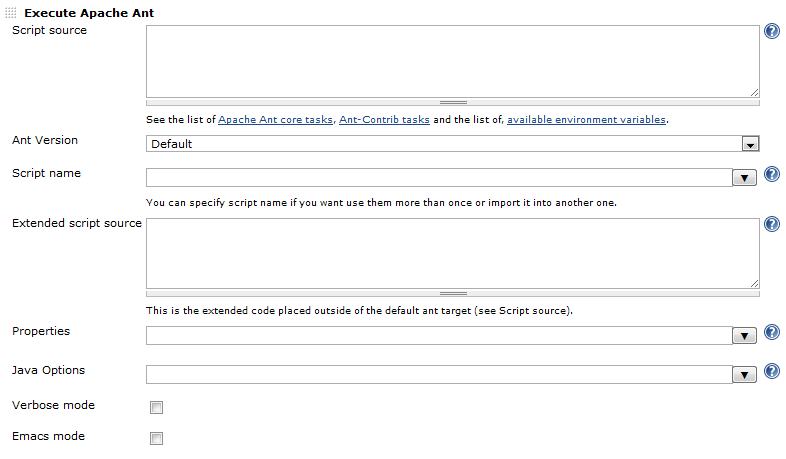 Execute Apache Ant
Script source
See the list of Apache Ant core tasks, Ant-Contrib tasks and the list of, available environment variables.
Ant Version
Default
Script name
You can specify script name if you want use them more than once or import it into another one.
Extended script source
This is the extended code placed outside of the default ant target (see Script source).
Properties
Java Options
Verbose mode
Emacs mode